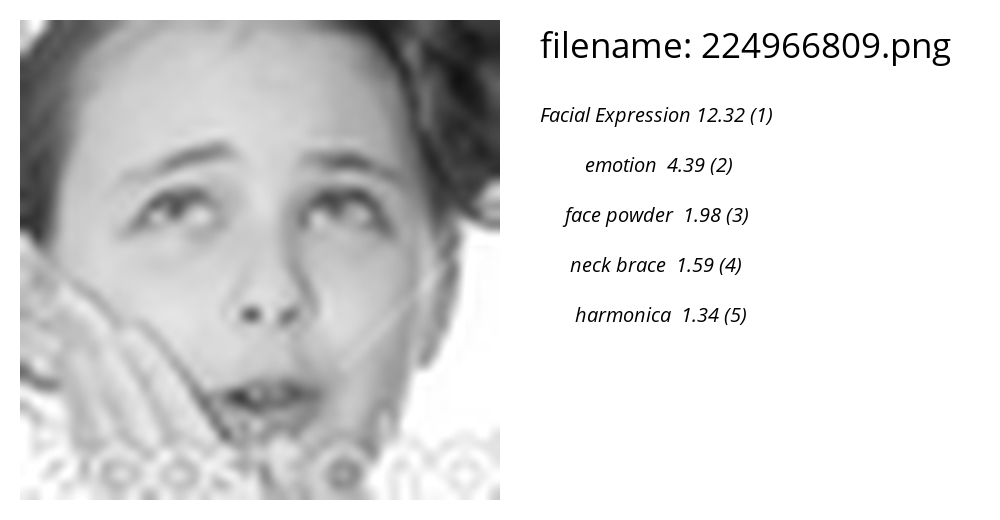 filename: 224966809.png
Facial Expression 12.32 (1)
emotion 4.39 (2)
face powder 1.98 (3)
neck brace 1.59 (4)
harmonica 1.34 (5)